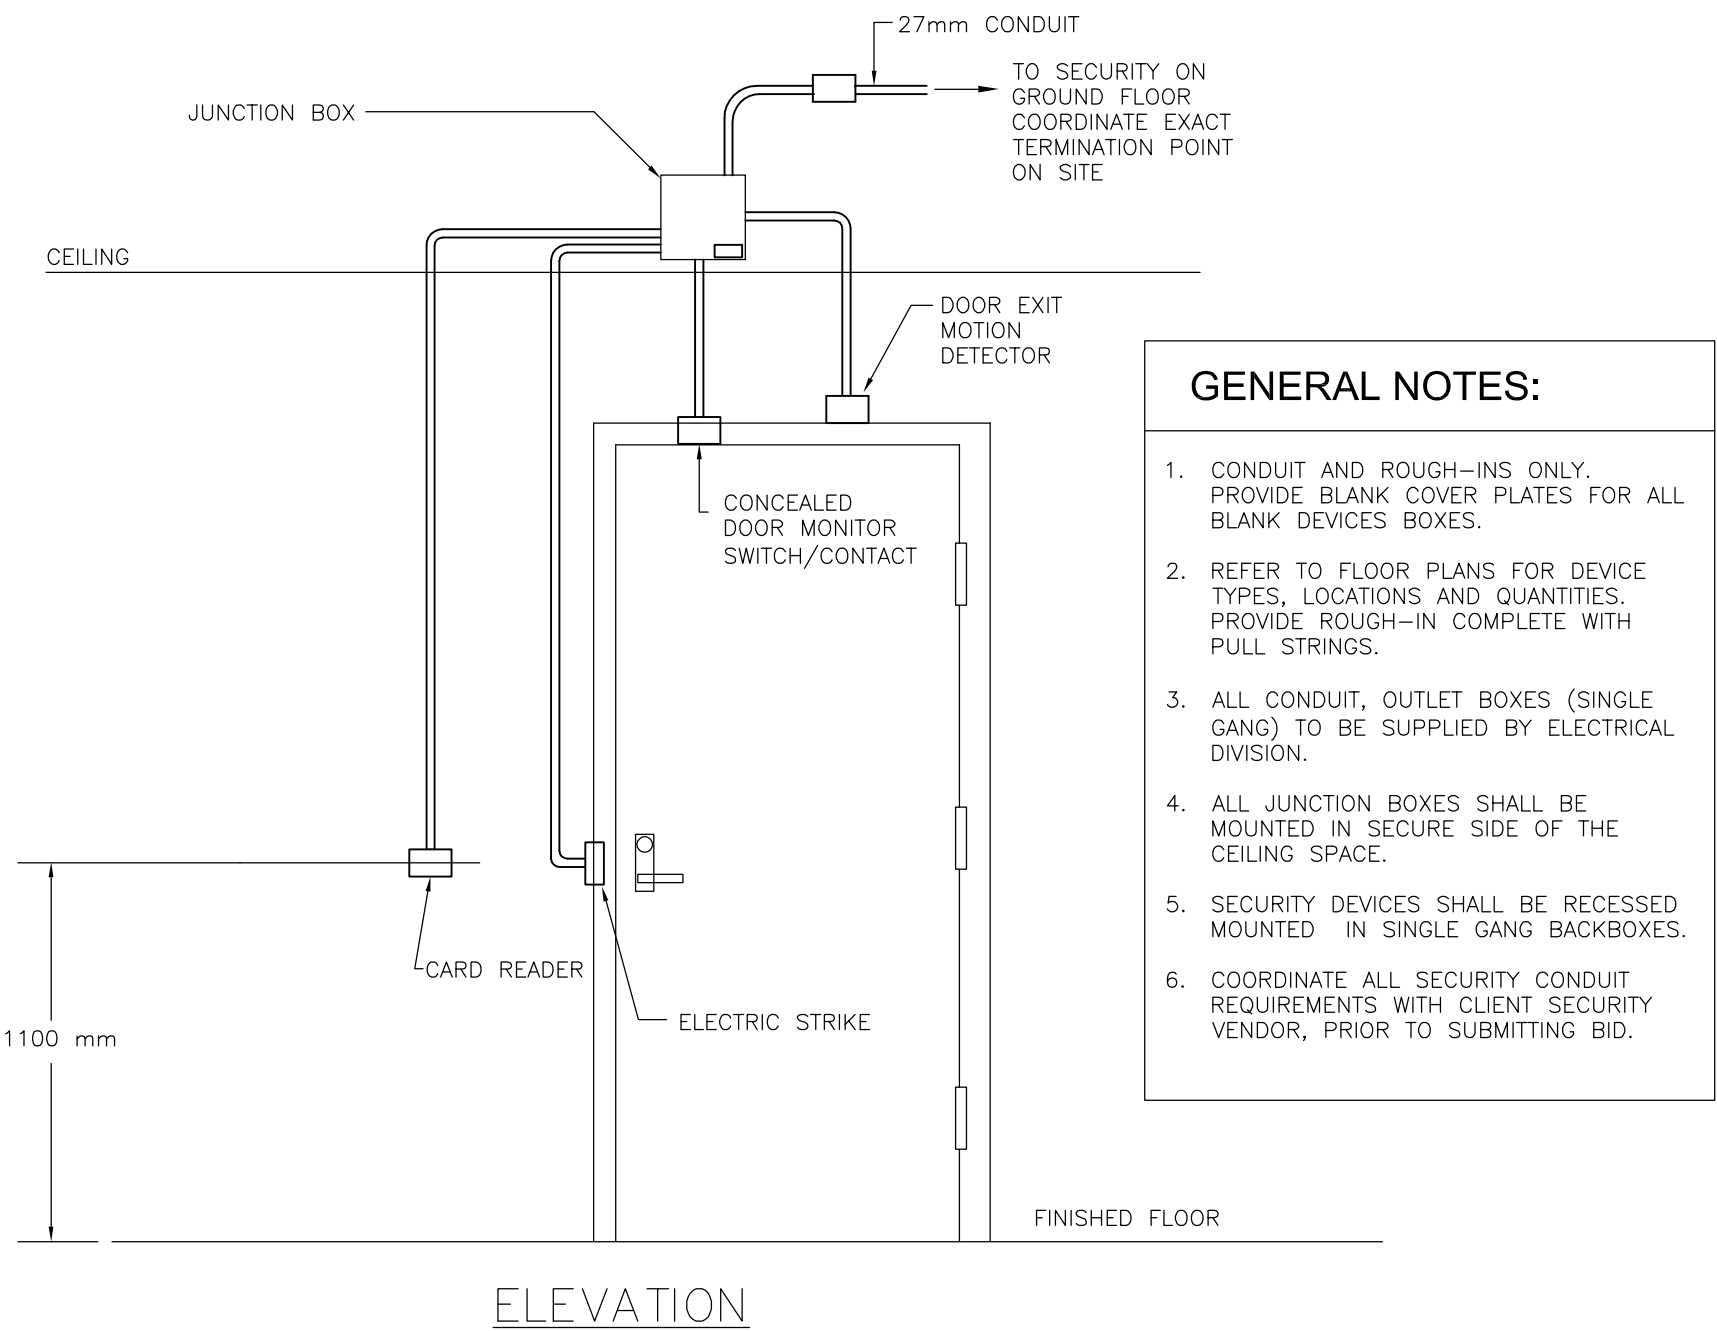 27mm CONDUIT
TO SECURITY ON
GROUND FLOOR
COORDINATE EXACT
TERMINATION POINT
ON SITE
JUNCTION BOX
CEILING
DOOR EXIT
MOTION
DETECTOR
CONCEALED
DOOR MONITOR
SWITCH/CONTACT
CARD READER
ELECTRIC STRIKE
1100 mm
FINISHED FLOOR
ELEVATION
GENERAL NOTES:
1. CONDUIT AND ROUGH-INS ONLY.
PROVIDE BLANK COVER PLATES FOR ALL
BLANK DEVICES BOXES.
2. REFER TO FLOOR PLANS FOR DEVICE
TYPES, LOCATIONS AND QUANTITIES.
PROVIDE ROUGH-IN COMPLETE WITH
PULL STRINGS.
3. ALL CONDUIT, OUTLET BOXES (SINGLE
GANG) TO BE SUPPLIED BY ELECTRICAL
DIVISION.
4. ALL JUNCTION BOXES SHALL BE
MOUNTED IN SECURE SIDE OF THE
CEILING SPACE.
5. SECURITY DEVICES SHALL BE RECESSED
MOUNTED IN SINGLE GANG BACKBOXES.
6. COORDINATE ALL SECURITY CONDUIT
REQUIREMENTS WITH CLIENT SECURITY
VENDOR, PRIOR TO SUBMITTING BID.